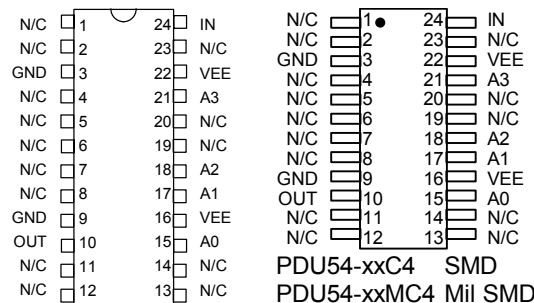 N/C 1 24 IN
N/C 2 23 N/C
GND 3 22 VEE
N/C 4 21 A3
N/C 5 20 N/C
N/C 6 19 N/C
N/C 7 18 A2
N/C 8 17 A1
GND 9 16 VEE
OUT 10 15 A0
N/C 11 14 N/C
N/C 12 13 N/C
N/C 1 24 IN
N/C 2 23 N/C
GND 3 22 VEE
N/C 4 21 A3
N/C 5 20 N/C
N/C 6 19 N/C
N/C 7 18 A2
N/C 8 17 A1
GND 9 16 VEE
OUT 10 15 A0
N/C 11 14 N/C
N/C 12 13 N/C
PDU54-xxC4 SMD
PDU54-xxMC4 Mil SMD